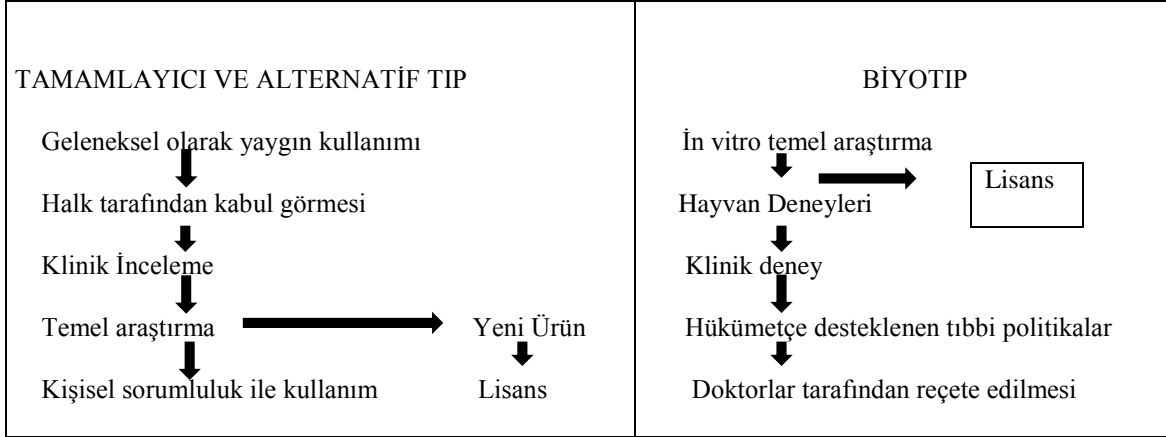 TAMAMLAYICI VE ALTERNATİF TIP
Geleneksel olarak yaygın kullanımı
Halk tarafından kabul görmesi
Klinik İnceleme
Temel araştırma
Yeni Ürün
Kişisel sorumluluk ile kullanım
Lisans
BİYOTIP
İn vitro temel araştırma
Lisans
Hayvan Deneyleri
Klinik deney
Hükümetçe desteklenen tıbbi politikalar
Doktorlar tarafından reçete edilmesi